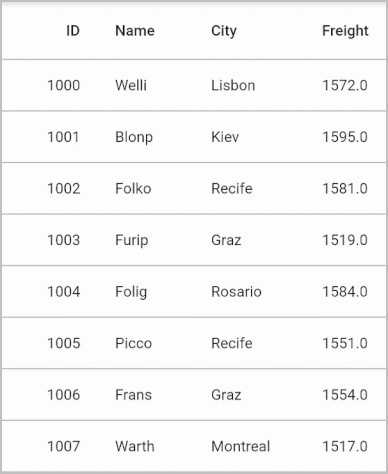 ID Name City Freight
1000 Welli Lisbon 1572.0
1001 Blonp Kiev 1595.0
1002 Folko Recife 1581.0
1003 Furip Graz 1519.0
1004 Folig Rosario 1584.0
1005 Picco Recife 1551.0
1006 Frans Graz 1554.0
1007 Warth Montreal 1517.0